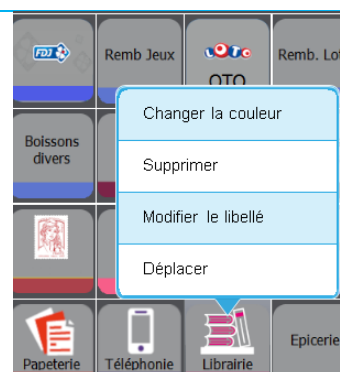 FDJ
Remb Jeux
LOTO
Remb. Lo
OTO
Boissons
divers
Changer la couleur
Supprimer
Modifier le libellé
Déplacer
Papeterie
Téléphonie
Librairie
Epicerie